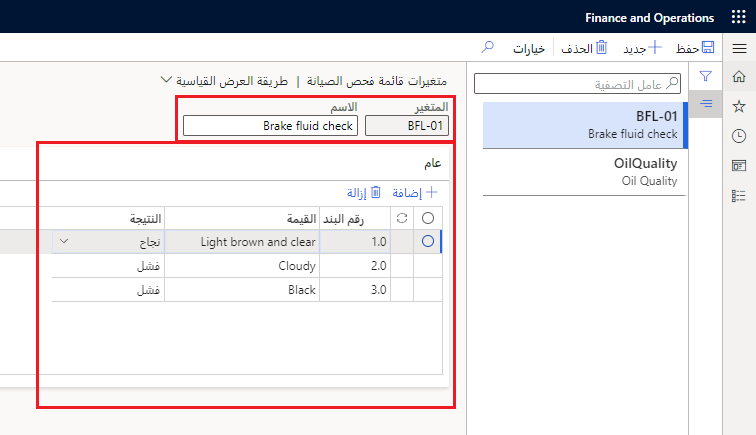 Finance and Operations
حفظ جديد الحذف خيارات
عامل التصفية
BFL-01
Brake fluid check
OilQuality
Oil Quality
متغيرات قائمة فحص الصيانة | طريقة العرض القياسية
المتغير الاسم
BFL-01 Brake fluid check
عام
إضافة إزالة
رقم البند القيمة النتيجة
1.0 Light brown and clear نجاح
2.0 Cloudy فشل
3.0 Black فشل